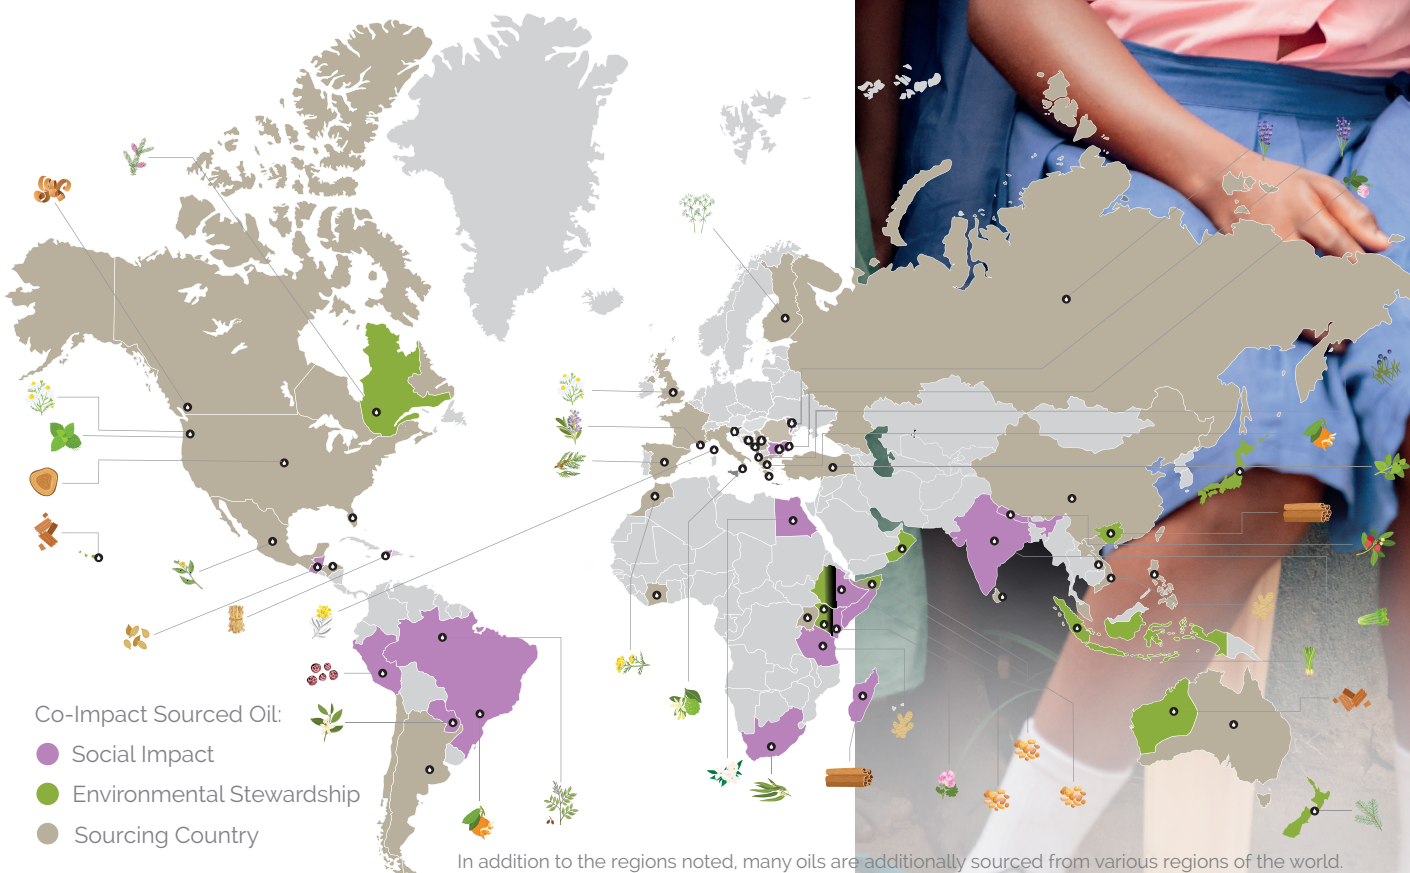 Co-Impact Sourced Oil:
Social Impact
Environmental Stewardship
Sourcing Country
In addition to the regions noted, many oils are additionally sourced from various regions of the world.